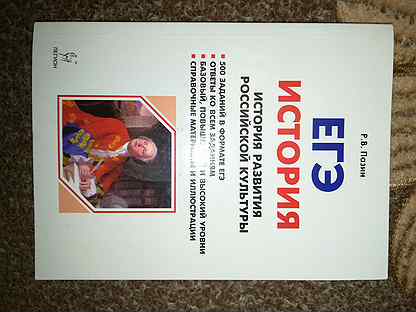 Р.В. Пазин
ЕГЭ
ИСТОРИЯ
ИСТОРИЯ РАЗВИТИЯ
РОССИЙСКОЙ КУЛЬТУРЫ
500 ЗАДАНИЙ В ФОРМАТЕ ЕГЭ
ОТВЕТЫ КО ВСЕМ ЗАДАНИЯМ
БАЗОВЫЙ, И ВЫСОКИЙ УРОВНИ
СПРАВОЧНЫЕ МАТЕРИАЛЫ И ИЛЛЮСТРАЦИИ
ЛЕГИОН